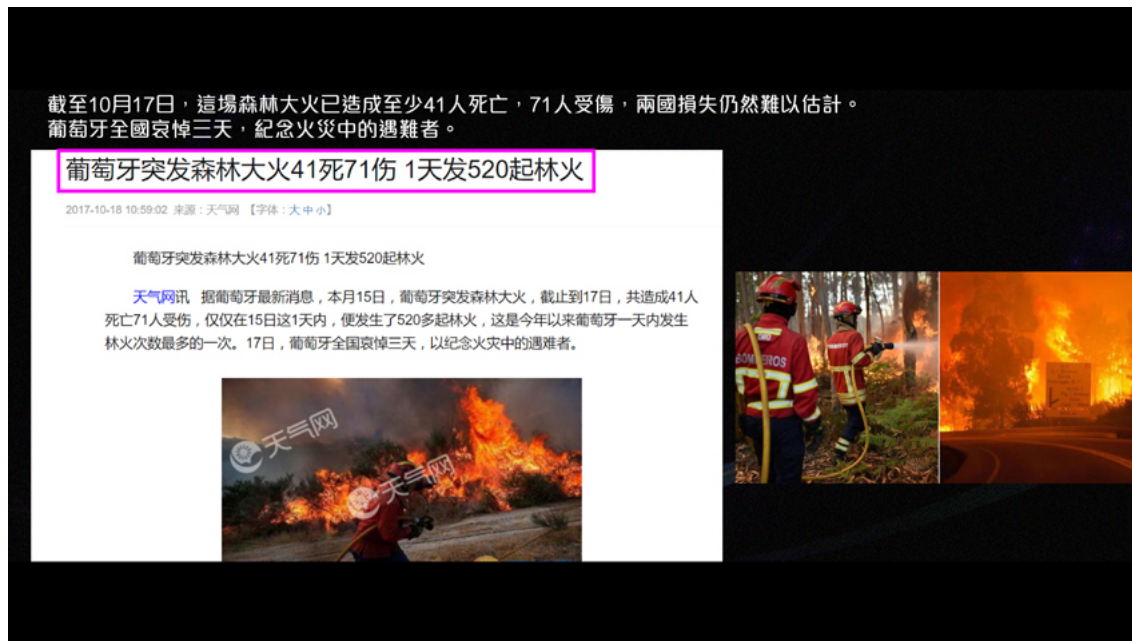 截至10月17日，這場森林大火已造成至少41人死亡，71人受傷，兩國損失仍然難以估計。
葡萄牙全國哀悼三天，紀念火災中的遇難者。
葡萄牙突发森林大火41死71伤 1天发520起林火
2017-10-18 10:59:02 来源：天气网 【字体：大 中 小】
葡萄牙突发森林大火41死71伤 1天发520起林火
天气网讯 据葡萄牙最新消息，本月15日，葡萄牙突发森林大火，截止到17日，共造成41人
死亡71人受伤，仅仅在15日这1天内，便发生了520多起林火，这是今年以来葡萄牙一天内发生
林火次数最多的一次。17日，葡萄牙全国哀悼三天，以纪念火灾中的遇难者。
天气网
天气网
BOMBEIROS